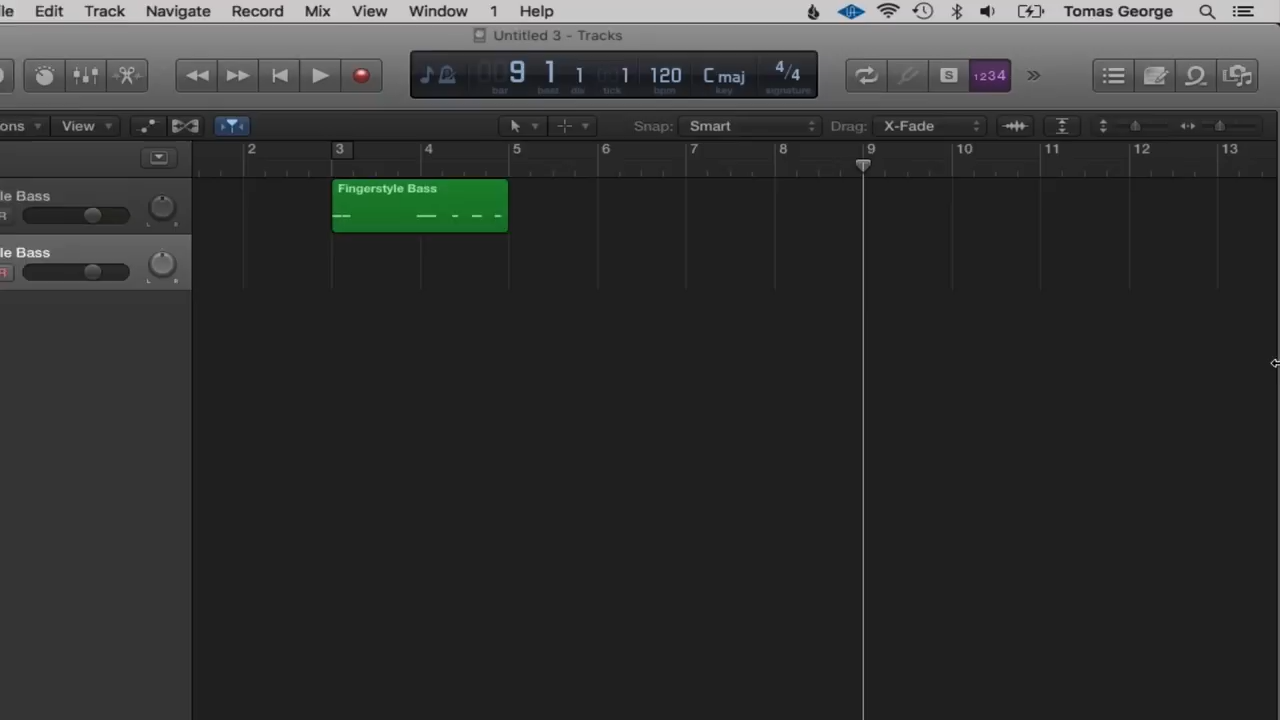 le Edit Track Navigate Record Mix View Window 1 Help Tomas George
Untitled 3 - Tracks
9 1 1 1 120 C maj 4/4
bar beat div tick bpm key signature
S 1234
ons View Snap: Smart Drag: X-Fade
2 3 4 5 6 7 8 9 10 11 12 13
le Bass
Fingerstyle Bass
R L R
le Bass
R L R